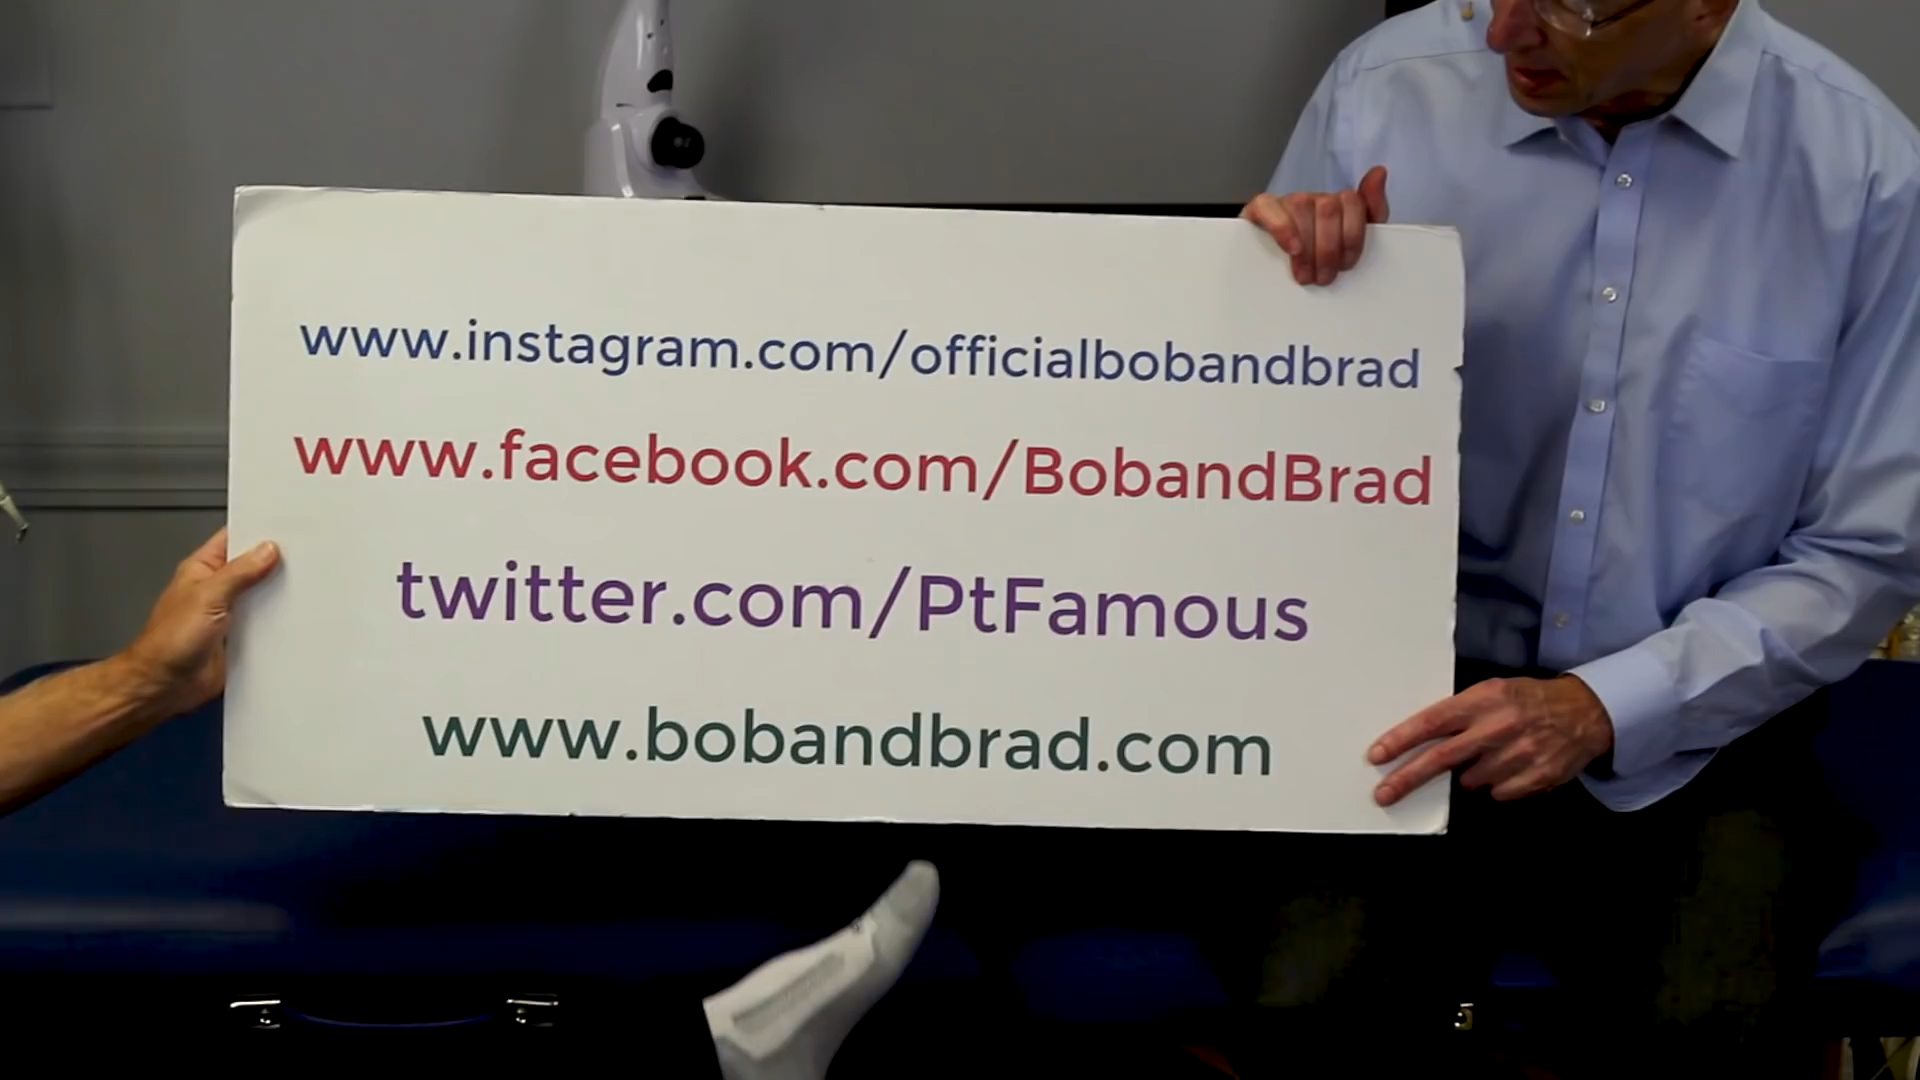 www.instagram.com/officialbobandbrad
www.facebook.com/BobandBrad
twitter.com/PtFamous
www.bobandbrad.com